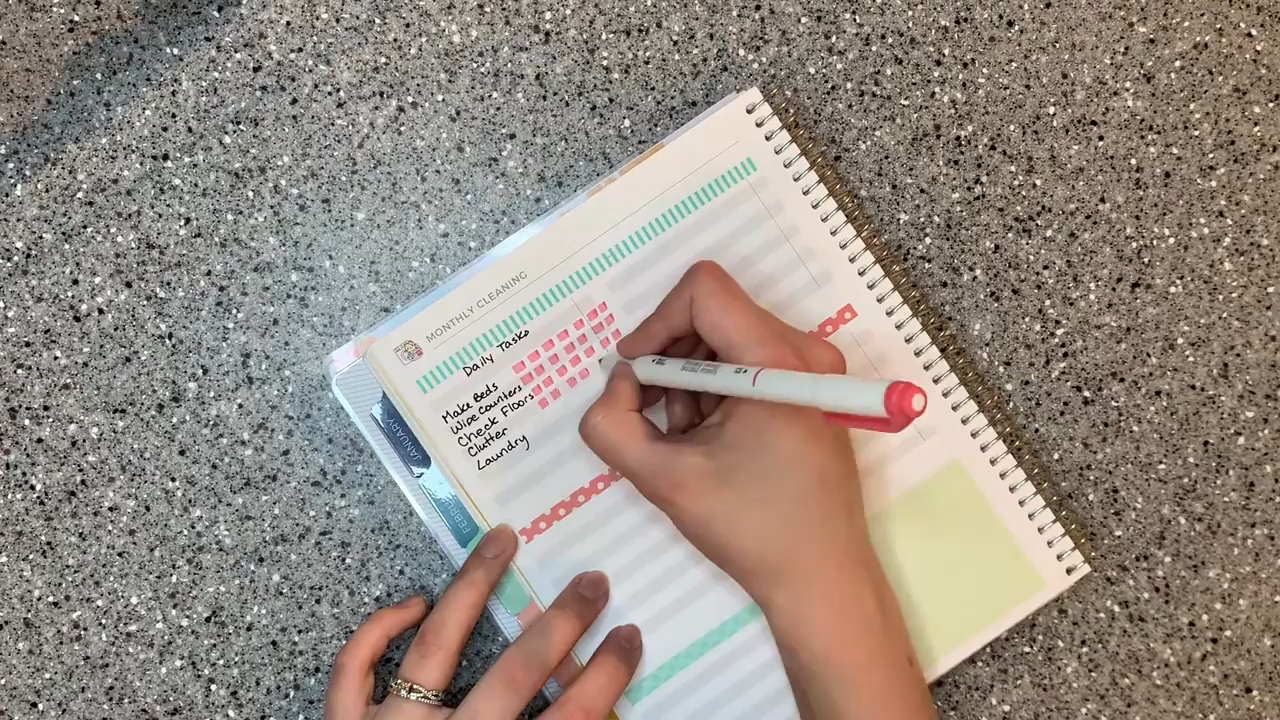 MONTHLY CLEANING
Daily Tasks
Make Beds
Wipe Counters
Check Floors
Clutter
Laundry
JANUARY